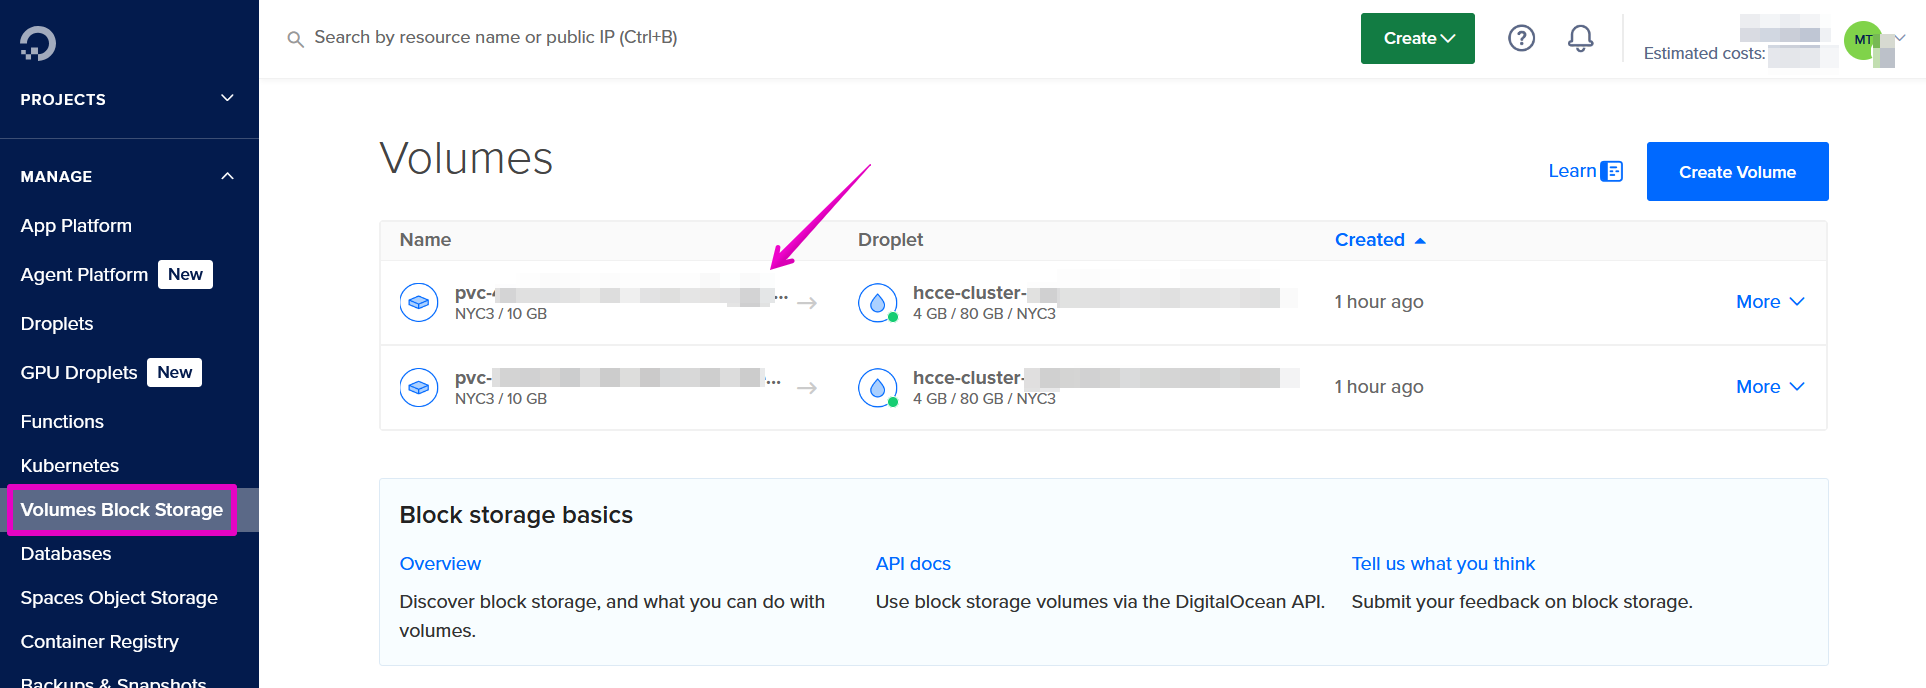 Search by resource name or public IP (Ctrl+B)
Create
?
Estimated costs:
MT
PROJECTS
MANAGE
App Platform
Agent Platform New
Droplets
GPU Droplets New
Functions
Kubernetes
Volumes Block Storage
Databases
Spaces Object Storage
Container Registry
Backups & Snapshots
Volumes
Learn
Create Volume
Name Droplet Created
pvc- ... hcce-cluster- 1 hour ago More
NYC3 / 10 GB 4 GB / 80 GB / NYC3
pvc- ... hcce-cluster- 1 hour ago More
NYC3 / 10 GB 4 GB / 80 GB / NYC3
Block storage basics
Overview
Discover block storage, and what you can do with
volumes.
API docs
Use block storage volumes via the DigitalOcean API.
Tell us what you think
Submit your feedback on block storage.